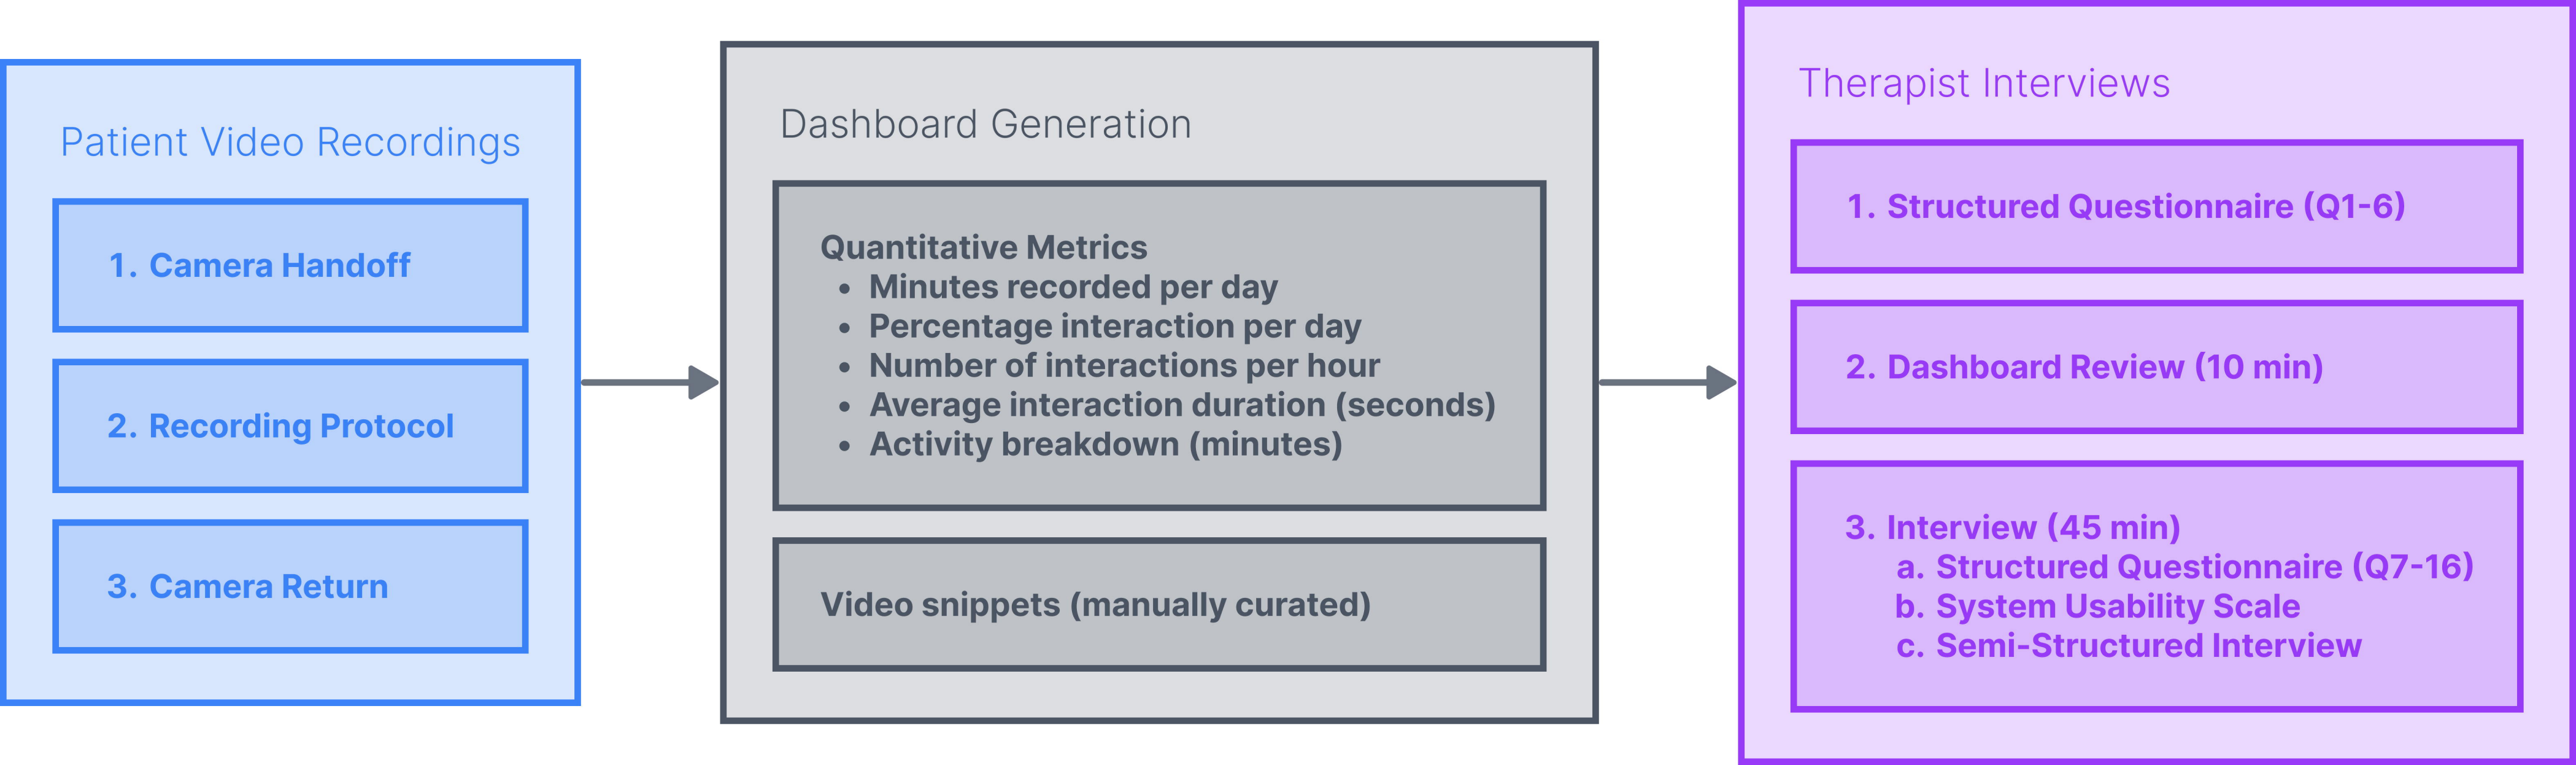 Patient Video Recordings
1. Camera Handoff
2. Recording Protocol
3. Camera Return
Dashboard Generation
Quantitative Metrics
• Minutes recorded per day
• Percentage interaction per day
• Number of interactions per hour
• Average interaction duration (seconds)
• Activity breakdown (minutes)
Video snippets (manually curated)
Therapist Interviews
1. Structured Questionnaire (Q1-6)
2. Dashboard Review (10 min)
3. Interview (45 min)
a. Structured Questionnaire (Q7-16)
b. System Usability Scale
c. Semi-Structured Interview